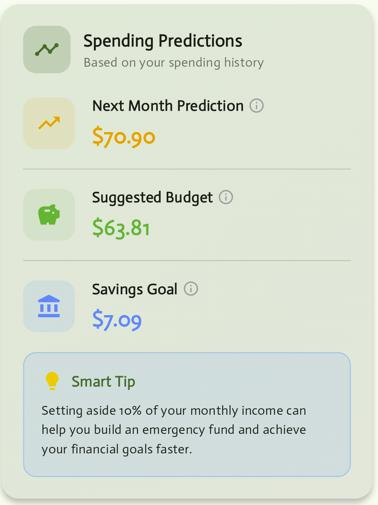 Spending Predictions
Based on your spending history
Next Month Prediction
$70.90
Suggested Budget
$63.81
Savings Goal
$7.09
Smart Tip
Setting aside 10% of your monthly income can
help you build an emergency fund and achieve
your financial goals faster.